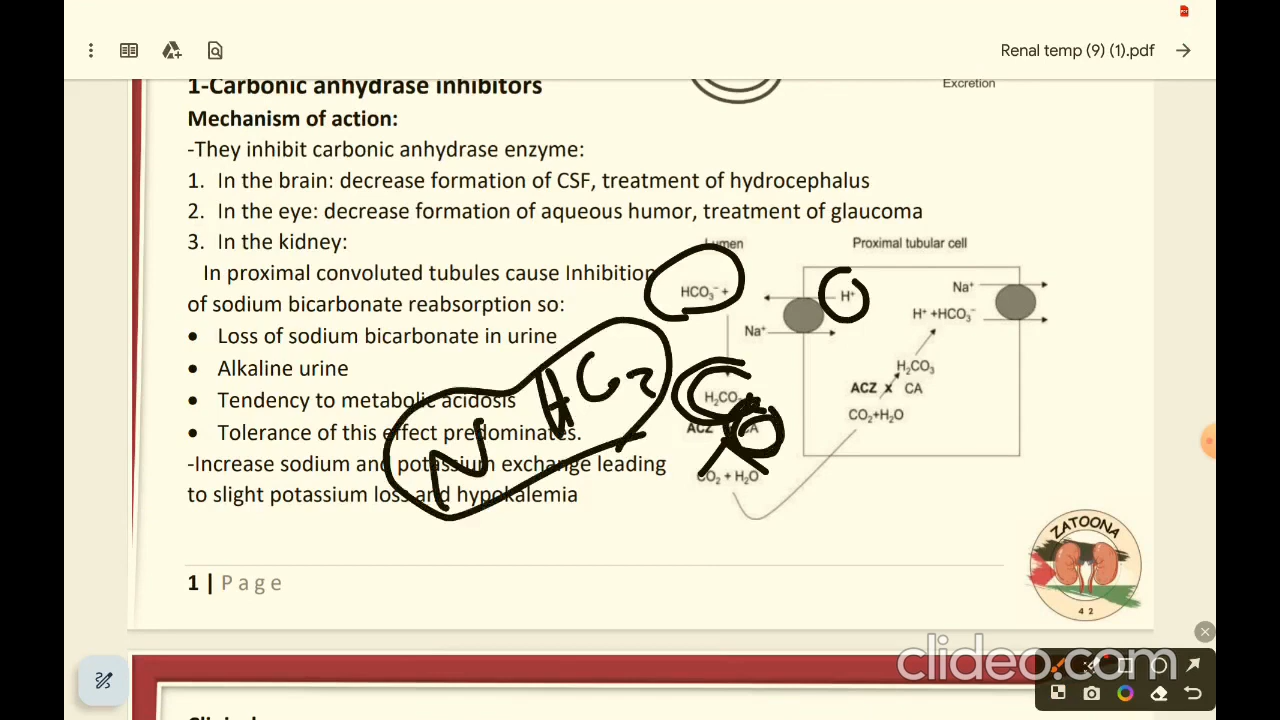 Renal temp (9) (1).pdf
1-Carbonic anhydrase inhibitors
Excretion
Mechanism of action:
-They inhibit carbonic anhydrase enzyme:
1. In the brain: decrease formation of CSF, treatment of hydrocephalus
2. In the eye: decrease formation of aqueous humor, treatment of glaucoma
3. In the kidney:
In proximal convoluted tubules cause Inhibition
of sodium bicarbonate reabsorption so:
• Loss of sodium bicarbonate in urine
• Alkaline urine
• Tendency to metabolic acidosis
• Tolerance of this effect predominates.
-Increase sodium and potassium exchange leading
to slight potassium loss and hypokalemia
Lumen
Proximal tubular cell
HCO₃⁻ +
H⁺
Na⁺
Na⁺
H⁺ +HCO₃⁻
H₂CO₃
H₂CO₃
ACZ x CA
ACZ CA
CO₂+H₂O
CO₂ + H₂O
1 | Page
ZATOONA
42
clideo.com